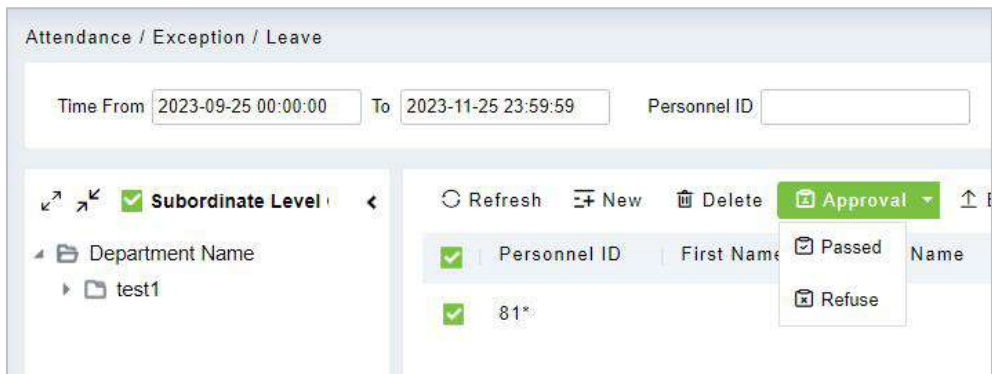 Attendance / Exception / Leave
Time From 2023-09-25 00:00:00 To 2023-11-25 23:59:59 Personnel ID
Subordinate Level
Refresh New Delete Approval
Department Name
Personnel ID First Name Name
Passed
test1
Refuse
81*